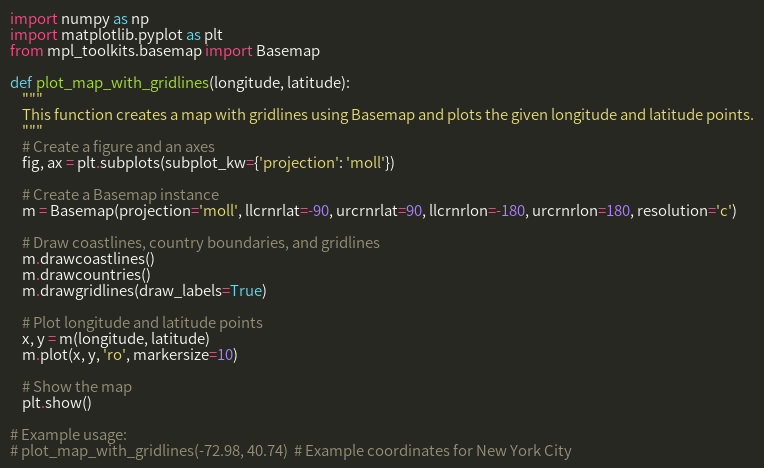 import numpy as np
import matplotlib.pyplot as plt
from mpl_toolkits.basemap import Basemap

def plot_map_with_gridlines(longitude, latitude):
    """
    This function creates a map with gridlines using Basemap and plots the given longitude and latitude points.
    """
    # Create a figure and an axes
    fig, ax = plt.subplots(subplot_kw={'projection': 'moll'})

    # Create a Basemap instance
    m = Basemap(projection='moll', llcrnrlat=-90, urcrnrlat=90, llcrnrlon=-180, urcrnrlon=180, resolution='c')

    # Draw coastlines, country boundaries, and gridlines
    m.drawcoastlines()
    m.drawcountries()
    m.drawgridlines(draw_labels=True)

    # Plot longitude and latitude points
    x, y = m(longitude, latitude)
    m.plot(x, y, 'ro', markersize=10)

    # Show the map
    plt.show()

# Example usage:
# plot_map_with_gridlines(-72.98, 40.74)  # Example coordinates for New York City